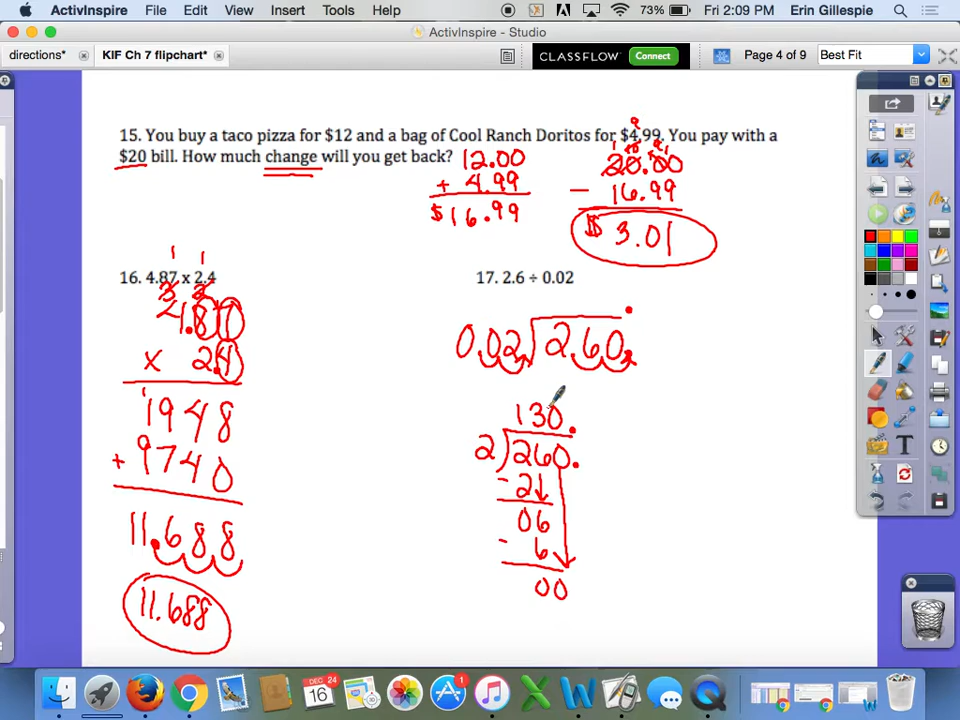 ActivInspire File Edit View Insert Tools Help 73% Fri 2:09 PM Erin Gillespie
ActivInspire - Studio
directions* KIF Ch 7 flipchart* CLASSFLOW Connect Page 4 of 9 Best Fit
15. You buy a taco pizza for $12 and a bag of Cool Ranch Doritos for $4.99. You pay with a
$20 bill. How much change will you get back?
12.00
+ 4.99
$16.99
20.00
- 16.99
$ 3.01
16. 4.87 x 2.4
4.87
x 2.4
1948
+ 9740
11.688
11.688
17. 2.6 ÷ 0.02
0.02 2.60
130.
2 260.
- 2
06
- 6
00